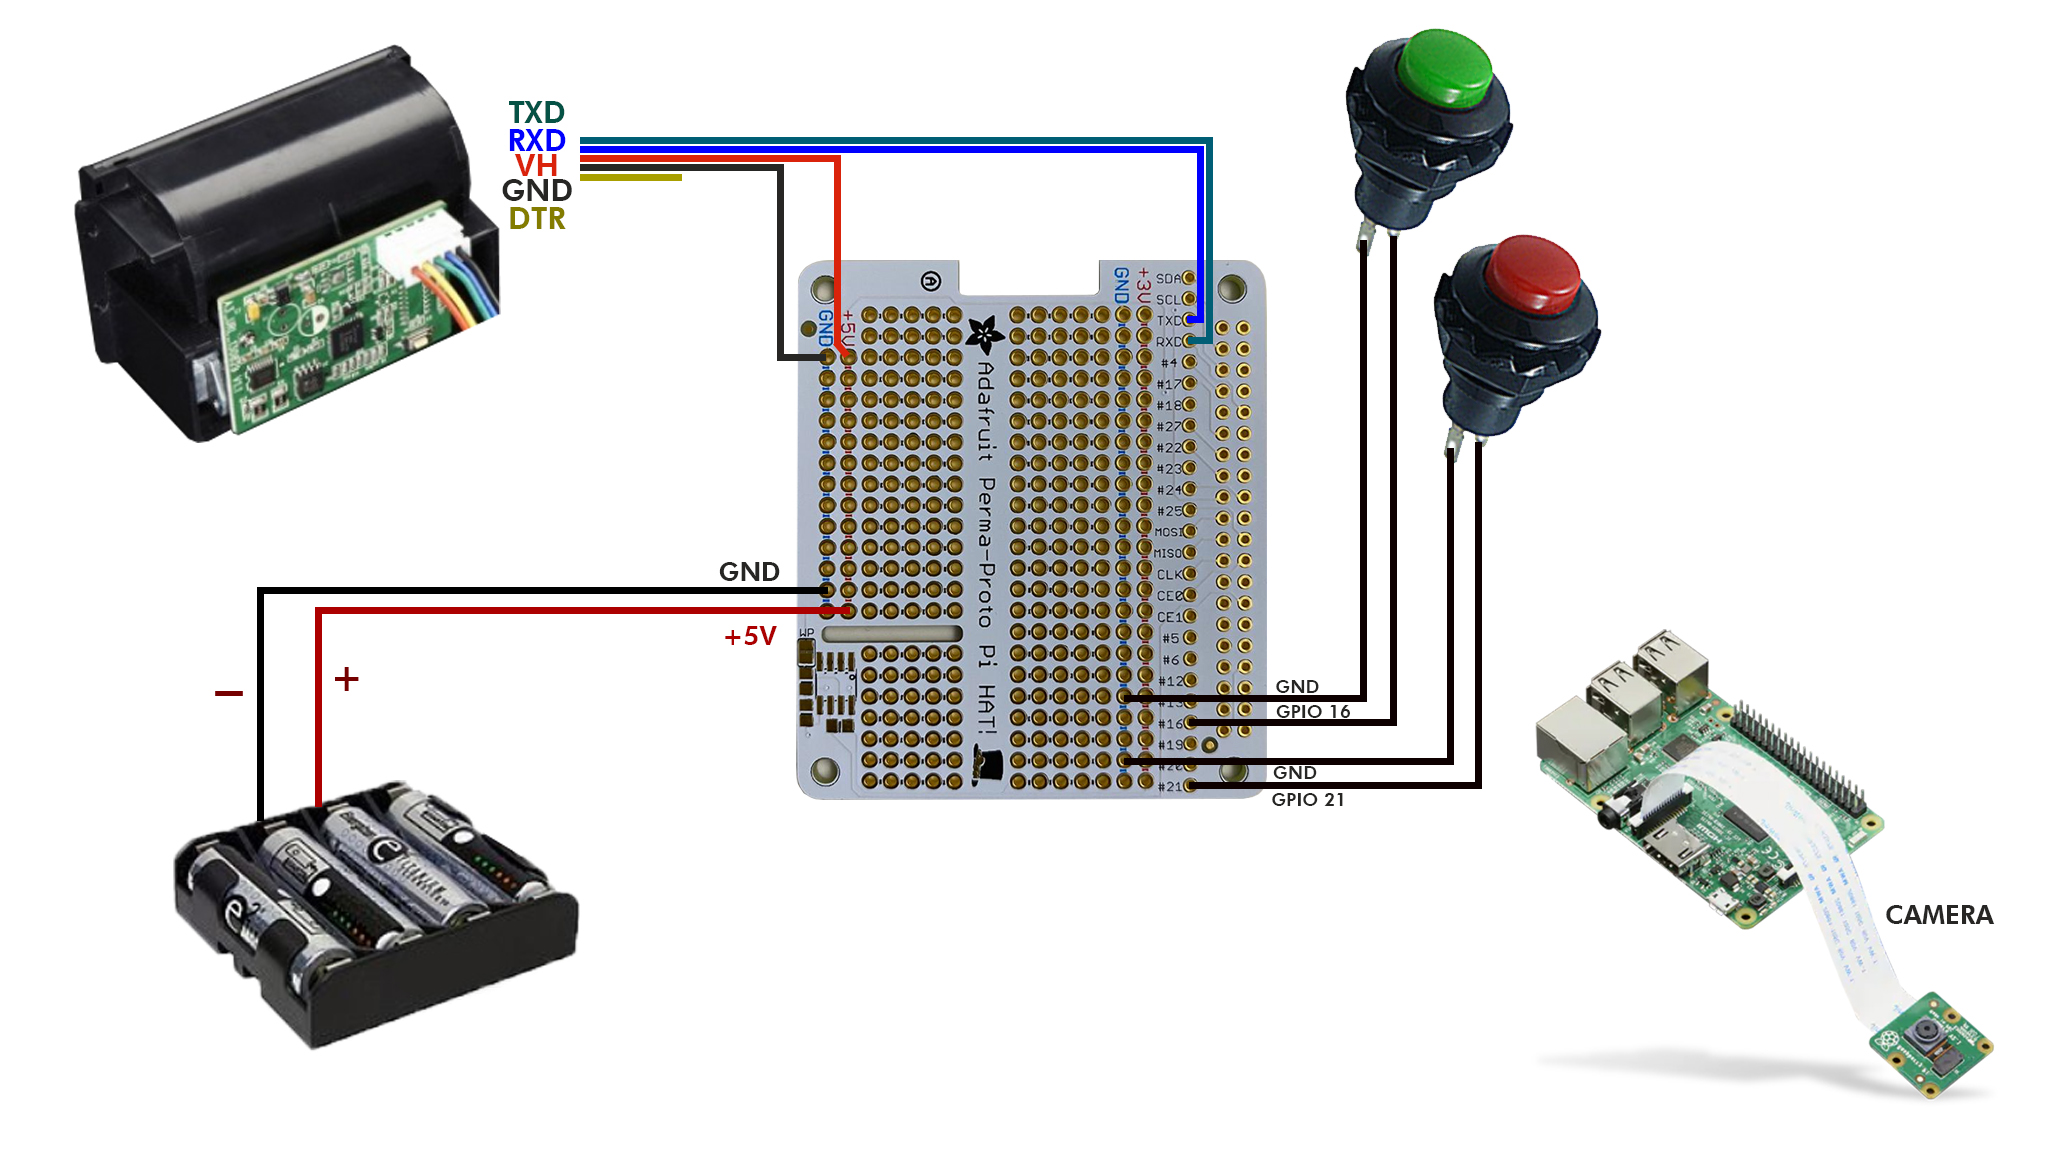 TXD
RXD
VH
GND
DTR
GND
+5V
GND
+3V
SDA
SCL
TXD
RXD
#4
#17
#18
#27
#22
#23
#24
#25
MOSI
MISO
CLK
CE0
CE1
#5
#6
#12
#13
#16
#19
#20
#21
Adafruit Perma-Proto Pi HAT!
A
WP
GND
+5V
−
+
GND
GPIO 16
GND
GPIO 21
CAMERA